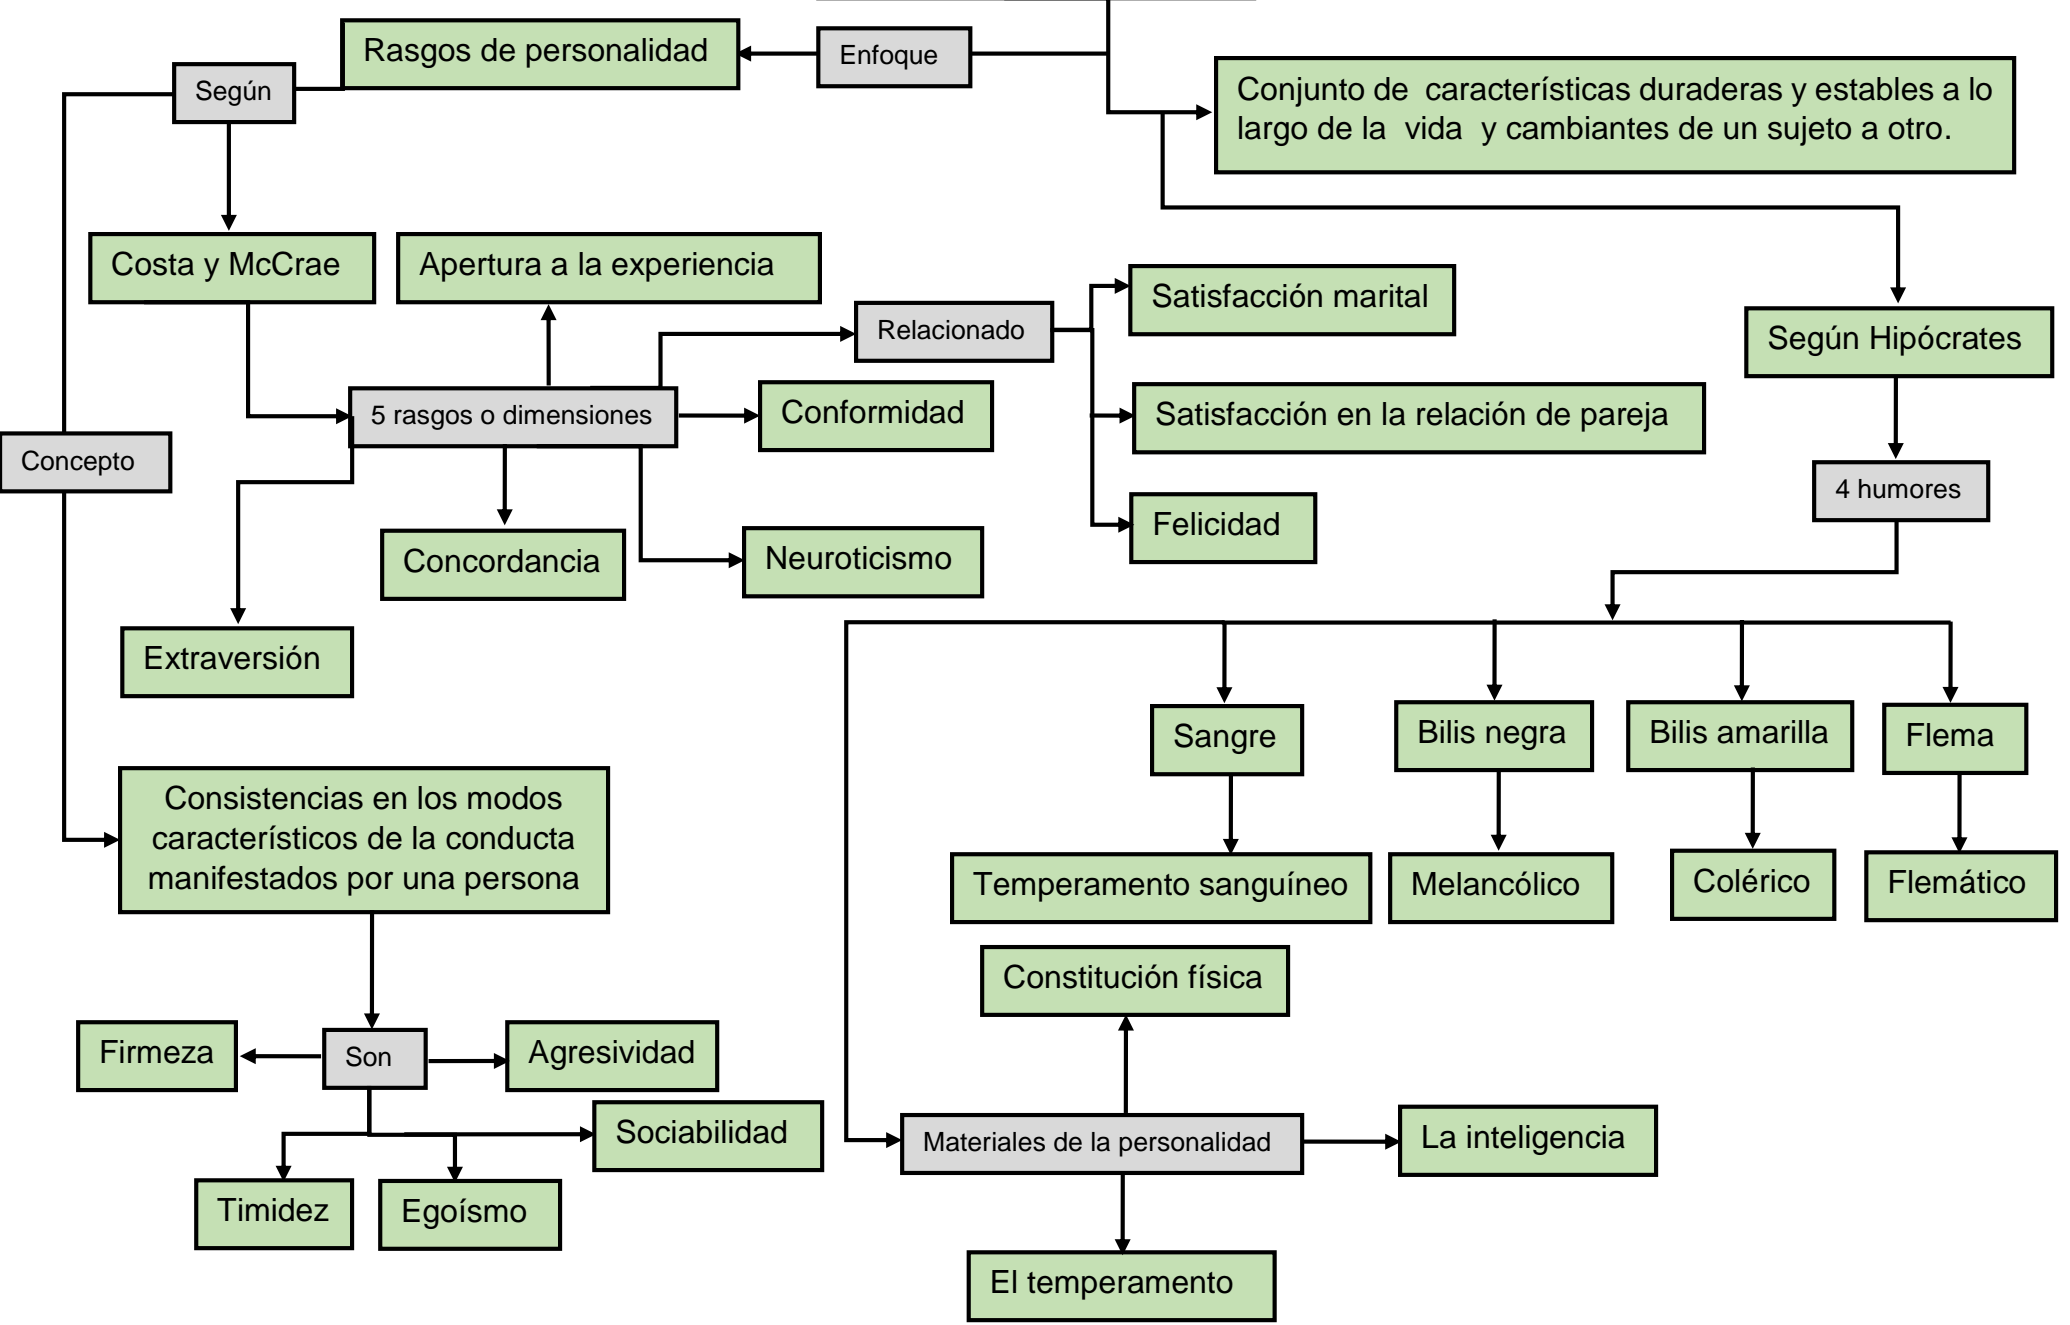 Rasgos de personalidad
Enfoque
Según
Conjunto de  características duraderas y estables a lo
largo de la  vida  y cambiantes de un sujeto a otro.
Costa y McCrae
Apertura a la experiencia
Relacionado
Satisfacción marital
Según Hipócrates
5 rasgos o dimensiones
Conformidad
Satisfacción en la relación de pareja
Concepto
4 humores
Concordancia
Neuroticismo
Felicidad
Extraversión
Sangre
Bilis negra
Bilis amarilla
Flema
Consistencias en los modos
característicos de la conducta
manifestados por una persona
Temperamento sanguíneo
Melancólico
Colérico
Flemático
Constitución física
Firmeza
Son
Agresividad
Sociabilidad
Materiales de la personalidad
La inteligencia
Timidez
Egoísmo
El temperamento